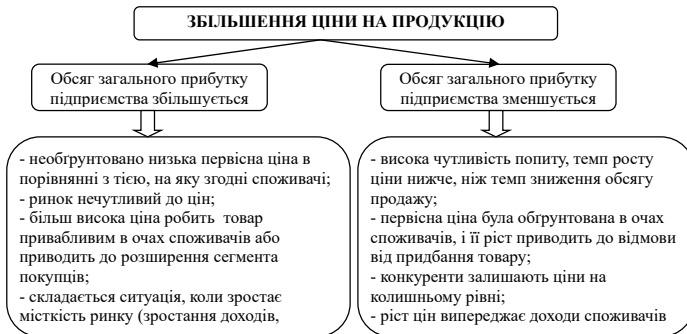 ЗБІЛЬШЕННЯ ЦІНИ НА ПРОДУКЦІЮ
Обсяг загального прибутку
підприємства збільшується
Обсяг загального прибутку
підприємства зменшується
- необґрунтовано низька первісна ціна в
порівнянні з тією, на яку згодні споживачі;
- ринок нечутливий до цін;
- більш висока ціна робить товар
привабливим в очах споживачів або
приводить до розширення сегмента
покупців;
- складається ситуація, коли зростає
місткість ринку (зростання доходів,
- висока чутливість попиту, темп росту
ціни нижче, ніж темп зниження обсягу
продажу;
- первісна ціна була обґрунтована в очах
споживачів, і її ріст приводить до відмови
від придбання товару;
- конкуренти залишають ціни на
колишньому рівні;
- ріст цін випереджає доходи споживачів